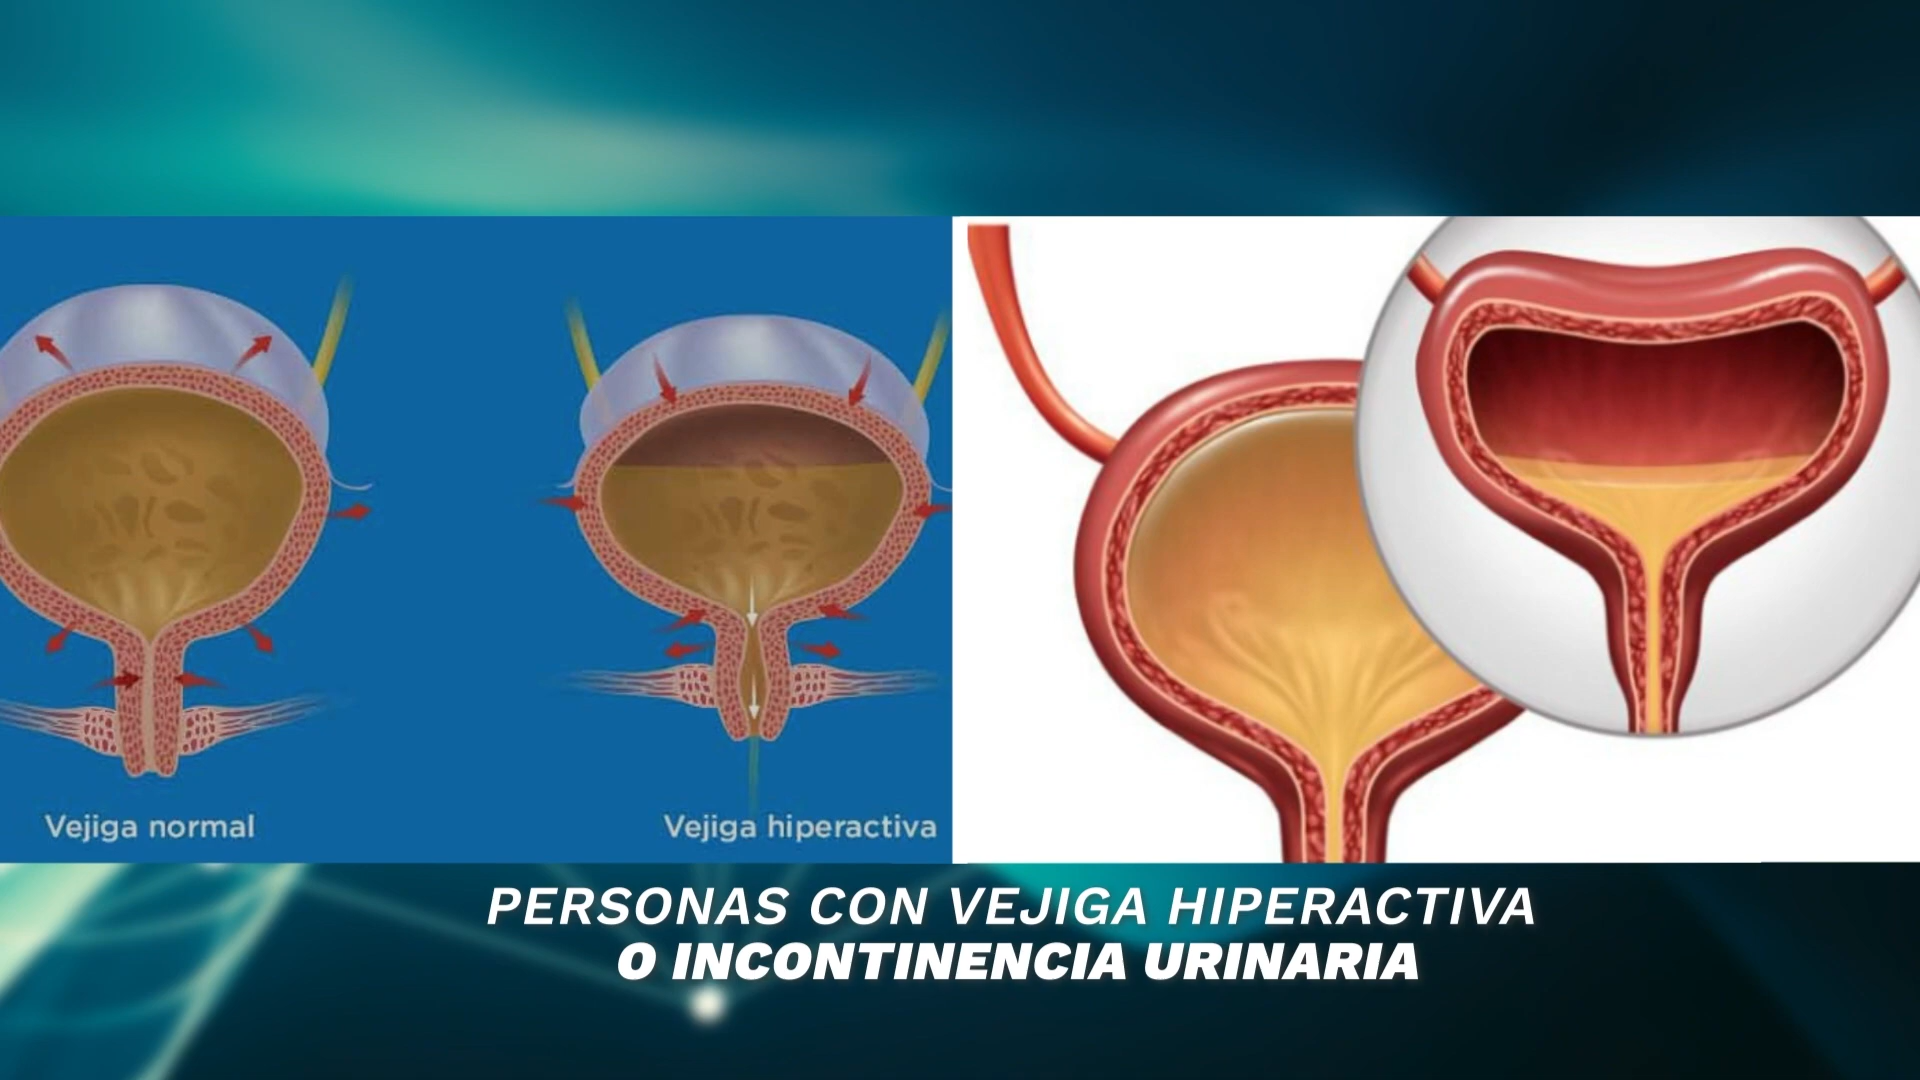 Vejiga normal
Vejiga hiperactiva
PERSONAS CON VEJIGA HIPERACTIVA
O INCONTINENCIA URINARIA